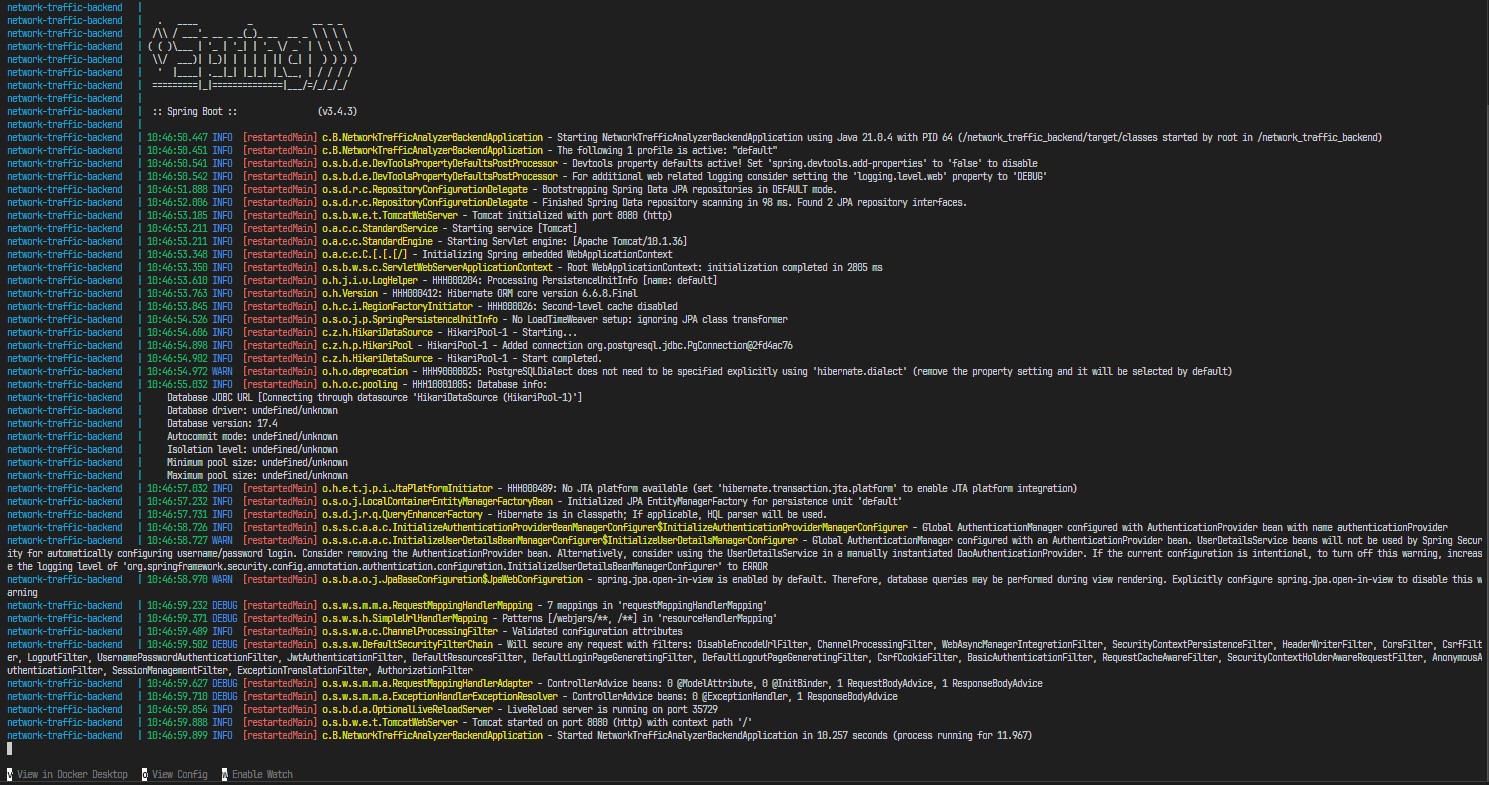 network-traffic-backend  |
network-traffic-backend  |   .   ____          _            __ _ _
network-traffic-backend  |  /\\ / ___'_ __ _ _(_)_ __  __ _ \ \ \ \
network-traffic-backend  | ( ( )\___ | '_ | '_| | '_ \/ _` | \ \ \ \
network-traffic-backend  |  \\/  ___)| |_)| | | | | || (_| |  ) ) ) )
network-traffic-backend  |   '  |____| .__|_| |_|_| |_\__, | / / / /
network-traffic-backend  |  =========|_|==============|___/=/_/_/_/
network-traffic-backend  |
network-traffic-backend  |  :: Spring Boot ::                (v3.4.3)
network-traffic-backend  |
network-traffic-backend  | 10:46:50.447 INFO  [restartedMain] c.B.NetworkTrafficAnalyzerBackendApplication - Starting NetworkTrafficAnalyzerBackendApplication using Java 21.0.4 with PID 64 (/network_traffic_backend/target/classes started by root in /network_traffic_backend)
network-traffic-backend  | 10:46:50.451 INFO  [restartedMain] c.B.NetworkTrafficAnalyzerBackendApplication - The following 1 profile is active: "default"
network-traffic-backend  | 10:46:50.541 INFO  [restartedMain] o.s.b.d.e.DevToolsPropertyDefaultsPostProcessor - Devtools property defaults active! Set 'spring.devtools.add-properties' to 'false' to disable
network-traffic-backend  | 10:46:50.542 INFO  [restartedMain] o.s.b.d.e.DevToolsPropertyDefaultsPostProcessor - For additional web related logging consider setting the 'logging.level.web' property to 'DEBUG'
network-traffic-backend  | 10:46:51.888 INFO  [restartedMain] o.s.d.r.c.RepositoryConfigurationDelegate - Bootstrapping Spring Data JPA repositories in DEFAULT mode.
network-traffic-backend  | 10:46:52.006 INFO  [restartedMain] o.s.d.r.c.RepositoryConfigurationDelegate - Finished Spring Data repository scanning in 98 ms. Found 2 JPA repository interfaces.
network-traffic-backend  | 10:46:53.185 INFO  [restartedMain] o.s.b.w.e.t.TomcatWebServer - Tomcat initialized with port 8080 (http)
network-traffic-backend  | 10:46:53.211 INFO  [restartedMain] o.a.c.c.StandardService - Starting service [Tomcat]
network-traffic-backend  | 10:46:53.211 INFO  [restartedMain] o.a.c.c.StandardEngine - Starting Servlet engine: [Apache Tomcat/10.1.36]
network-traffic-backend  | 10:46:53.348 INFO  [restartedMain] o.a.c.c.C.[.[.[/] - Initializing Spring embedded WebApplicationContext
network-traffic-backend  | 10:46:53.350 INFO  [restartedMain] o.s.b.w.s.c.ServletWebServerApplicationContext - Root WebApplicationContext: initialization completed in 2805 ms
network-traffic-backend  | 10:46:53.610 INFO  [restartedMain] o.h.j.i.u.LogHelper - HHH000204: Processing PersistenceUnitInfo [name: default]
network-traffic-backend  | 10:46:53.763 INFO  [restartedMain] o.h.Version - HHH000412: Hibernate ORM core version 6.6.8.Final
network-traffic-backend  | 10:46:53.845 INFO  [restartedMain] o.h.c.i.RegionFactoryInitiator - HHH000026: Second-level cache disabled
network-traffic-backend  | 10:46:54.526 INFO  [restartedMain] o.s.o.j.p.SpringPersistenceUnitInfo - No LoadTimeWeaver setup: ignoring JPA class transformer
network-traffic-backend  | 10:46:54.606 INFO  [restartedMain] c.z.h.HikariDataSource - HikariPool-1 - Starting...
network-traffic-backend  | 10:46:54.898 INFO  [restartedMain] c.z.h.p.HikariPool - HikariPool-1 - Added connection org.postgresql.jdbc.PgConnection@2fd4ac76
network-traffic-backend  | 10:46:54.902 INFO  [restartedMain] c.z.h.HikariDataSource - HikariPool-1 - Start completed.
network-traffic-backend  | 10:46:54.972 WARN  [restartedMain] o.h.o.deprecation - HHH90000025: PostgreSQLDialect does not need to be specified explicitly using 'hibernate.dialect' (remove the property setting and it will be selected by default)
network-traffic-backend  | 10:46:55.032 INFO  [restartedMain] o.h.o.c.pooling - HHH10001005: Database info:
network-traffic-backend  |     Database JDBC URL [Connecting through datasource 'HikariDataSource (HikariPool-1)']
network-traffic-backend  |     Database driver: undefined/unknown
network-traffic-backend  |     Database version: 17.4
network-traffic-backend  |     Autocommit mode: undefined/unknown
network-traffic-backend  |     Isolation level: undefined/unknown
network-traffic-backend  |     Minimum pool size: undefined/unknown
network-traffic-backend  |     Maximum pool size: undefined/unknown
network-traffic-backend  | 10:46:57.032 INFO  [restartedMain] o.h.e.t.j.p.i.JtaPlatformInitiator - HHH000489: No JTA platform available (set 'hibernate.transaction.jta.platform' to enable JTA platform integration)
network-traffic-backend  | 10:46:57.232 INFO  [restartedMain] o.s.o.j.LocalContainerEntityManagerFactoryBean - Initialized JPA EntityManagerFactory for persistence unit 'default'
network-traffic-backend  | 10:46:57.731 INFO  [restartedMain] o.s.d.j.r.q.QueryEnhancerFactory - Hibernate is in classpath; If applicable, HQL parser will be used.
network-traffic-backend  | 10:46:58.726 INFO  [restartedMain] o.s.s.c.a.a.c.InitializeAuthenticationProviderBeanManagerConfigurer$InitializeAuthenticationProviderManagerConfigurer - Global AuthenticationManager configured with AuthenticationProvider bean with name authenticationProvider
network-traffic-backend  | 10:46:58.727 WARN  [restartedMain] o.s.s.c.a.a.c.InitializeUserDetailsBeanManagerConfigurer$InitializeUserDetailsManagerConfigurer - Global AuthenticationManager configured with an AuthenticationProvider bean. UserDetailsService beans will not be used by Spring Secur
ity for automatically configuring username/password login. Consider removing the AuthenticationProvider bean. Alternatively, consider using the UserDetailsService in a manually instantiated DaoAuthenticationProvider. If the current configuration is intentional, to turn off this warning, increas
e the logging level of 'org.springframework.security.config.annotation.authentication.configuration.InitializeUserDetailsBeanManagerConfigurer' to ERROR
network-traffic-backend  | 10:46:58.970 WARN  [restartedMain] o.s.b.a.o.j.JpaBaseConfiguration$JpaWebConfiguration - spring.jpa.open-in-view is enabled by default. Therefore, database queries may be performed during view rendering. Explicitly configure spring.jpa.open-in-view to disable this w
arning
network-traffic-backend  | 10:46:59.232 DEBUG [restartedMain] o.s.w.s.m.m.a.RequestMappingHandlerMapping - 7 mappings in 'requestMappingHandlerMapping'
network-traffic-backend  | 10:46:59.371 DEBUG [restartedMain] o.s.w.s.h.SimpleUrlHandlerMapping - Patterns [/webjars/**, /**] in 'resourceHandlerMapping'
network-traffic-backend  | 10:46:59.489 INFO  [restartedMain] o.s.s.w.a.c.ChannelProcessingFilter - Validated configuration attributes
network-traffic-backend  | 10:46:59.502 DEBUG [restartedMain] o.s.s.w.DefaultSecurityFilterChain - Will secure any request with filters: DisableEncodeUrlFilter, ChannelProcessingFilter, WebAsyncManagerIntegrationFilter, SecurityContextPersistenceFilter, HeaderWriterFilter, CorsFilter, CsrfFilt
er, LogoutFilter, UsernamePasswordAuthenticationFilter, JwtAuthenticationFilter, DefaultResourcesFilter, DefaultLoginPageGeneratingFilter, DefaultLogoutPageGeneratingFilter, CsrfCookieFilter, BasicAuthenticationFilter, RequestCacheAwareFilter, SecurityContextHolderAwareRequestFilter, AnonymousA
uthenticationFilter, SessionManagementFilter, ExceptionTranslationFilter, AuthorizationFilter
network-traffic-backend  | 10:46:59.627 DEBUG [restartedMain] o.s.w.s.m.m.a.RequestMappingHandlerAdapter - ControllerAdvice beans: 0 @ModelAttribute, 0 @InitBinder, 1 RequestBodyAdvice, 1 ResponseBodyAdvice
network-traffic-backend  | 10:46:59.710 DEBUG [restartedMain] o.s.w.s.m.m.a.ExceptionHandlerExceptionResolver - ControllerAdvice beans: 0 @ExceptionHandler, 1 ResponseBodyAdvice
network-traffic-backend  | 10:46:59.854 INFO  [restartedMain] o.s.b.d.a.OptionalLiveReloadServer - LiveReload server is running on port 35729
network-traffic-backend  | 10:46:59.888 INFO  [restartedMain] o.s.b.w.e.t.TomcatWebServer - Tomcat started on port 8080 (http) with context path '/'
network-traffic-backend  | 10:46:59.899 INFO  [restartedMain] c.B.NetworkTrafficAnalyzerBackendApplication - Started NetworkTrafficAnalyzerBackendApplication in 10.257 seconds (process running for 11.967)
v View in Docker Desktop   o View Config   w Enable Watch